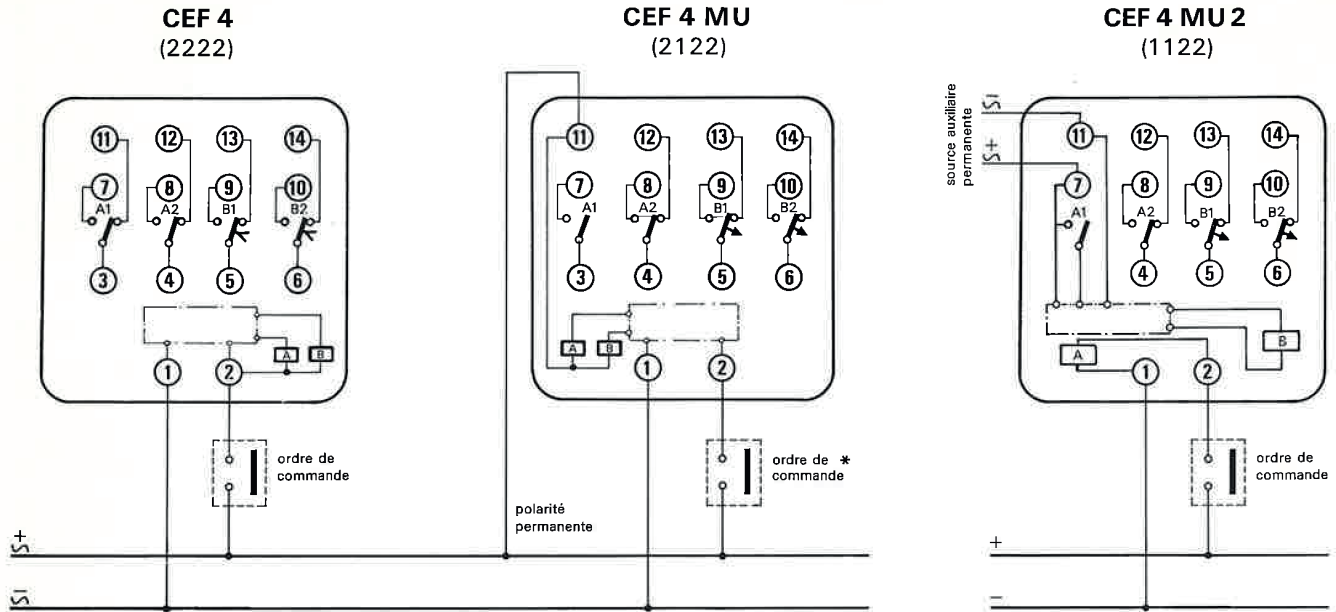 CEF 4
(2222)
11 12 13 14
7 8 9 10
A1 A2 B1 B2
3 4 5 6
A B
1 2
ordre de
commande
CEF 4 MU
(2122)
11 12 13 14
7 8 9 10
A1 A2 B1 B2
3 4 5 6
A B
1 2
ordre de *
commande
polarité
permanente
CEF 4 MU 2
(1122)
source auxiliaire
permanente
11 12 13 14
7 8 9 10
A1 A2 B1 B2
4 5 6
A B
1 2
ordre de
commande
+
+
−